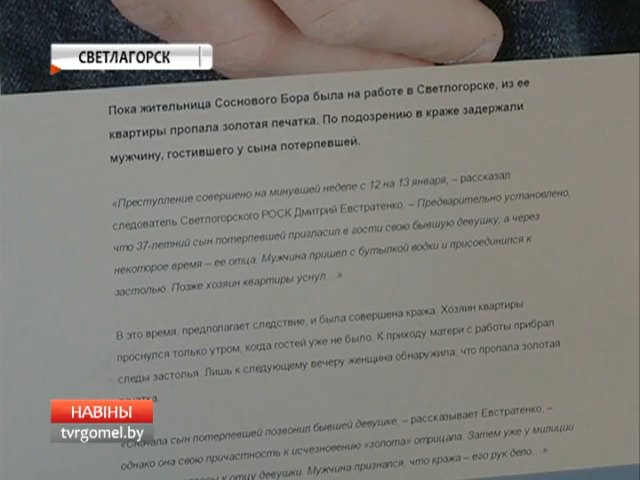 СВЕТЛАГОРСК
Пока жительница Соснового Бора была на работе в Светлогорске, из ее
квартиры пропала золотая печатка. По подозрению в краже задержали
мужчину, гостившего у сына потерпевшей.
«Преступление совершено на минувшей неделе с 12 на 13 января, – рассказал
следователь Светлогорского РОСК Дмитрий Евстратенко. – Предварительно установлено,
что 37-летний сын потерпевшей пригласил в гости свою бывшую девушку, а через
некоторое время – ее отца. Мужчина пришел с бутылкой водки и присоединился к
застолью. Позже хозяин квартиры уснул…»
В это время, предполагает следствие, и была совершена кража. Хозяин квартиры
проснулся только утром, когда гостей уже не было. К приходу матери с работы прибрал
следы застолья. Лишь к следующему вечеру женщина обнаружила, что пропала золотая
НАВІНЫ
tvrgomel.by
«Сначала сын потерпевшей позвонил бывшей девушке, – рассказывает Евстратенко, –
однако она свою причастность к исчезновению «золота» отрицала. Затем уже у милиции
к отцу девушки. Мужчина признался, что кража – его рук дело…»